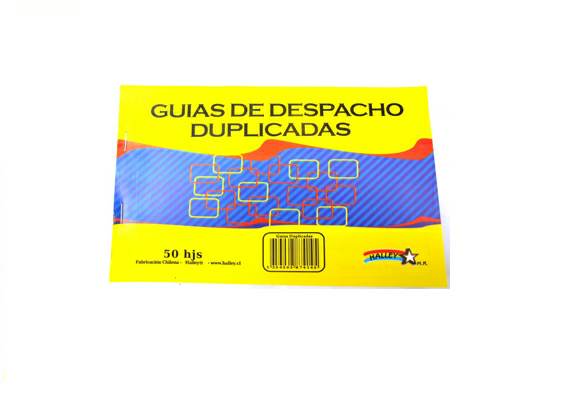 GUIAS DE DESPACHO
DUPLICADAS
50 hjs
Guias Duplicadas
Fabricación Chilena - Halley® - www.halley.cl
HALLEY
M.R.